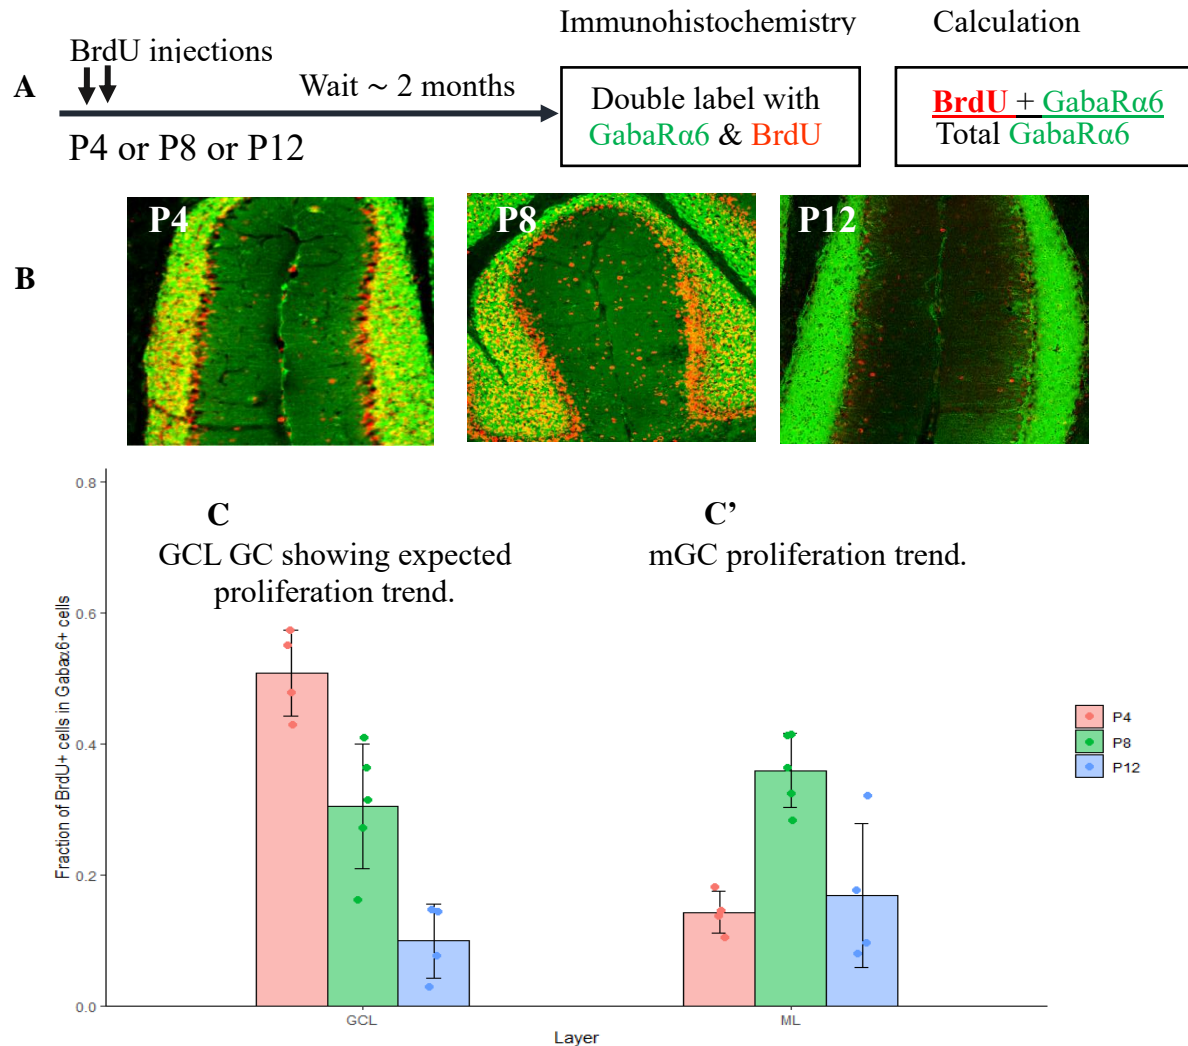 Immunohistochemistry
Calculation
BrdU injections
A
Wait ~ 2 months
P4 or P8 or P12
Double label with
GabaRα6 & BrdU
BrdU + GabaRα6
Total GabaRα6
B
P4
P8
P12
C
GCL GC showing expected
proliferation trend.
C’
mGC proliferation trend.
Fraction of BrdU+ cells in Gabaα6+ cells
0.8
0.6
0.4
0.2
0.0
GCL
ML
Layer
P4
P8
P12